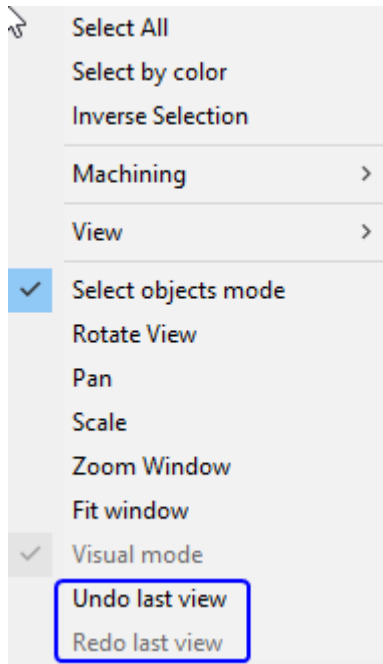 Select All
Select by color
Inverse Selection
Machining
View
Select objects mode
Rotate View
Pan
Scale
Zoom Window
Fit window
Visual mode
Undo last view
Redo last view